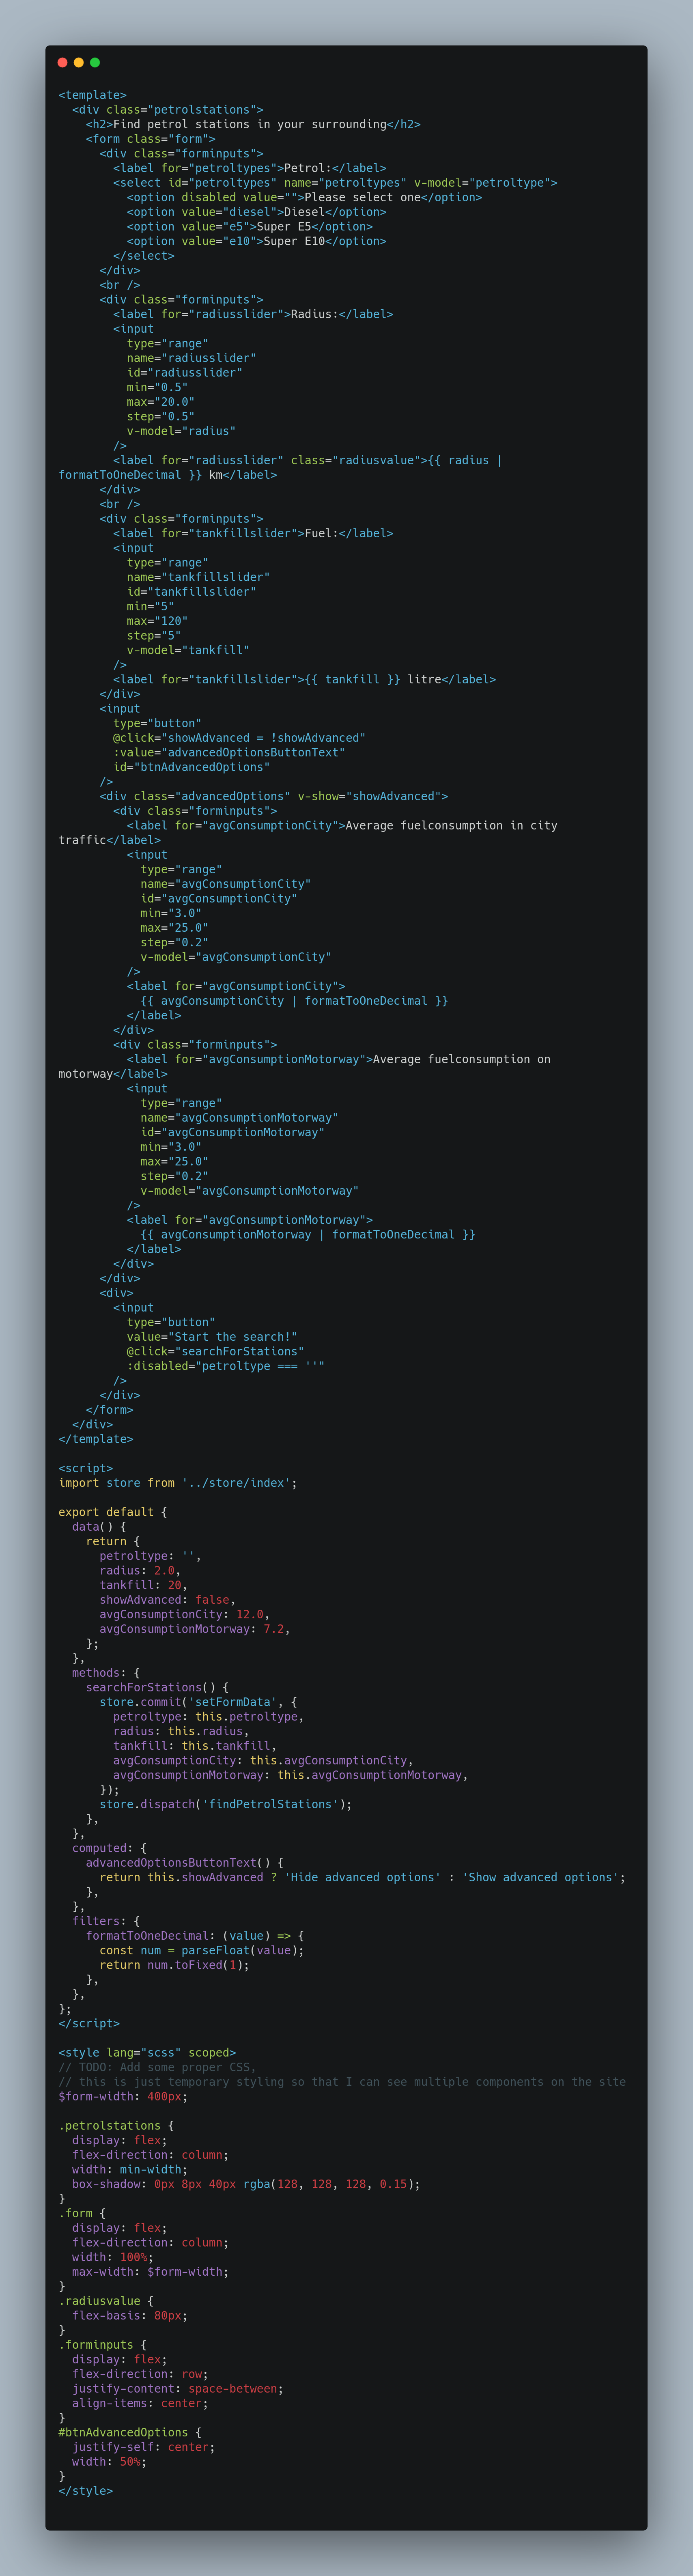 <template>
  <div class="petrolstations">
    <h2>Find petrol stations in your surrounding</h2>
    <form class="form">
      <div class="forminputs">
        <label for="petroltypes">Petrol:</label>
        <select id="petroltypes" name="petroltypes" v-model="petroltype">
          <option disabled value="">Please select one</option>
          <option value="diesel">Diesel</option>
          <option value="e5">Super E5</option>
          <option value="e10">Super E10</option>
        </select>
      </div>
      <br />
      <div class="forminputs">
        <label for="radiusslider">Radius:</label>
        <input
          type="range"
          name="radiusslider"
          id="radiusslider"
          min="0.5"
          max="20.0"
          step="0.5"
          v-model="radius"
        />
        <label for="radiusslider" class="radiusvalue">{{ radius |
formatToOneDecimal }} km</label>
      </div>
      <br />
      <div class="forminputs">
        <label for="tankfillslider">Fuel:</label>
        <input
          type="range"
          name="tankfillslider"
          id="tankfillslider"
          min="5"
          max="120"
          step="5"
          v-model="tankfill"
        />
        <label for="tankfillslider">{{ tankfill }} litre</label>
      </div>
      <input
        type="button"
        @click="showAdvanced = !showAdvanced"
        :value="advancedOptionsButtonText"
        id="btnAdvancedOptions"
      />
      <div class="advancedOptions" v-show="showAdvanced">
        <div class="forminputs">
          <label for="avgConsumptionCity">Average fuelconsumption in city
traffic</label>
          <input
            type="range"
            name="avgConsumptionCity"
            id="avgConsumptionCity"
            min="3.0"
            max="25.0"
            step="0.2"
            v-model="avgConsumptionCity"
          />
          <label for="avgConsumptionCity">
            {{ avgConsumptionCity | formatToOneDecimal }}
          </label>
        </div>
        <div class="forminputs">
          <label for="avgConsumptionMotorway">Average fuelconsumption on
motorway</label>
          <input
            type="range"
            name="avgConsumptionMotorway"
            id="avgConsumptionMotorway"
            min="3.0"
            max="25.0"
            step="0.2"
            v-model="avgConsumptionMotorway"
          />
          <label for="avgConsumptionMotorway">
            {{ avgConsumptionMotorway | formatToOneDecimal }}
          </label>
        </div>
      </div>
      <div>
        <input
          type="button"
          value="Start the search!"
          @click="searchForStations"
          :disabled="petroltype === ''"
        />
      </div>
    </form>
  </div>
</template>

<script>
import store from '../store/index';

export default {
  data() {
    return {
      petroltype: '',
      radius: 2.0,
      tankfill: 20,
      showAdvanced: false,
      avgConsumptionCity: 12.0,
      avgConsumptionMotorway: 7.2,
    };
  },
  methods: {
    searchForStations() {
      store.commit('setFormData', {
        petroltype: this.petroltype,
        radius: this.radius,
        tankfill: this.tankfill,
        avgConsumptionCity: this.avgConsumptionCity,
        avgConsumptionMotorway: this.avgConsumptionMotorway,
      });
      store.dispatch('findPetrolStations');
    },
  },
  computed: {
    advancedOptionsButtonText() {
      return this.showAdvanced ? 'Hide advanced options' : 'Show advanced options';
    },
  },
  filters: {
    formatToOneDecimal: (value) => {
      const num = parseFloat(value);
      return num.toFixed(1);
    },
  },
};
</script>

<style lang="scss" scoped>
// TODO: Add some proper CSS,
// this is just temporary styling so that I can see multiple components on the site
$form-width: 400px;

.petrolstations {
  display: flex;
  flex-direction: column;
  width: min-width;
  box-shadow: 0px 8px 40px rgba(128, 128, 128, 0.15);
}
.form {
  display: flex;
  flex-direction: column;
  width: 100%;
  max-width: $form-width;
}
.radiusvalue {
  flex-basis: 80px;
}
.forminputs {
  display: flex;
  flex-direction: row;
  justify-content: space-between;
  align-items: center;
}
#btnAdvancedOptions {
  justify-self: center;
  width: 50%;
}
</style>